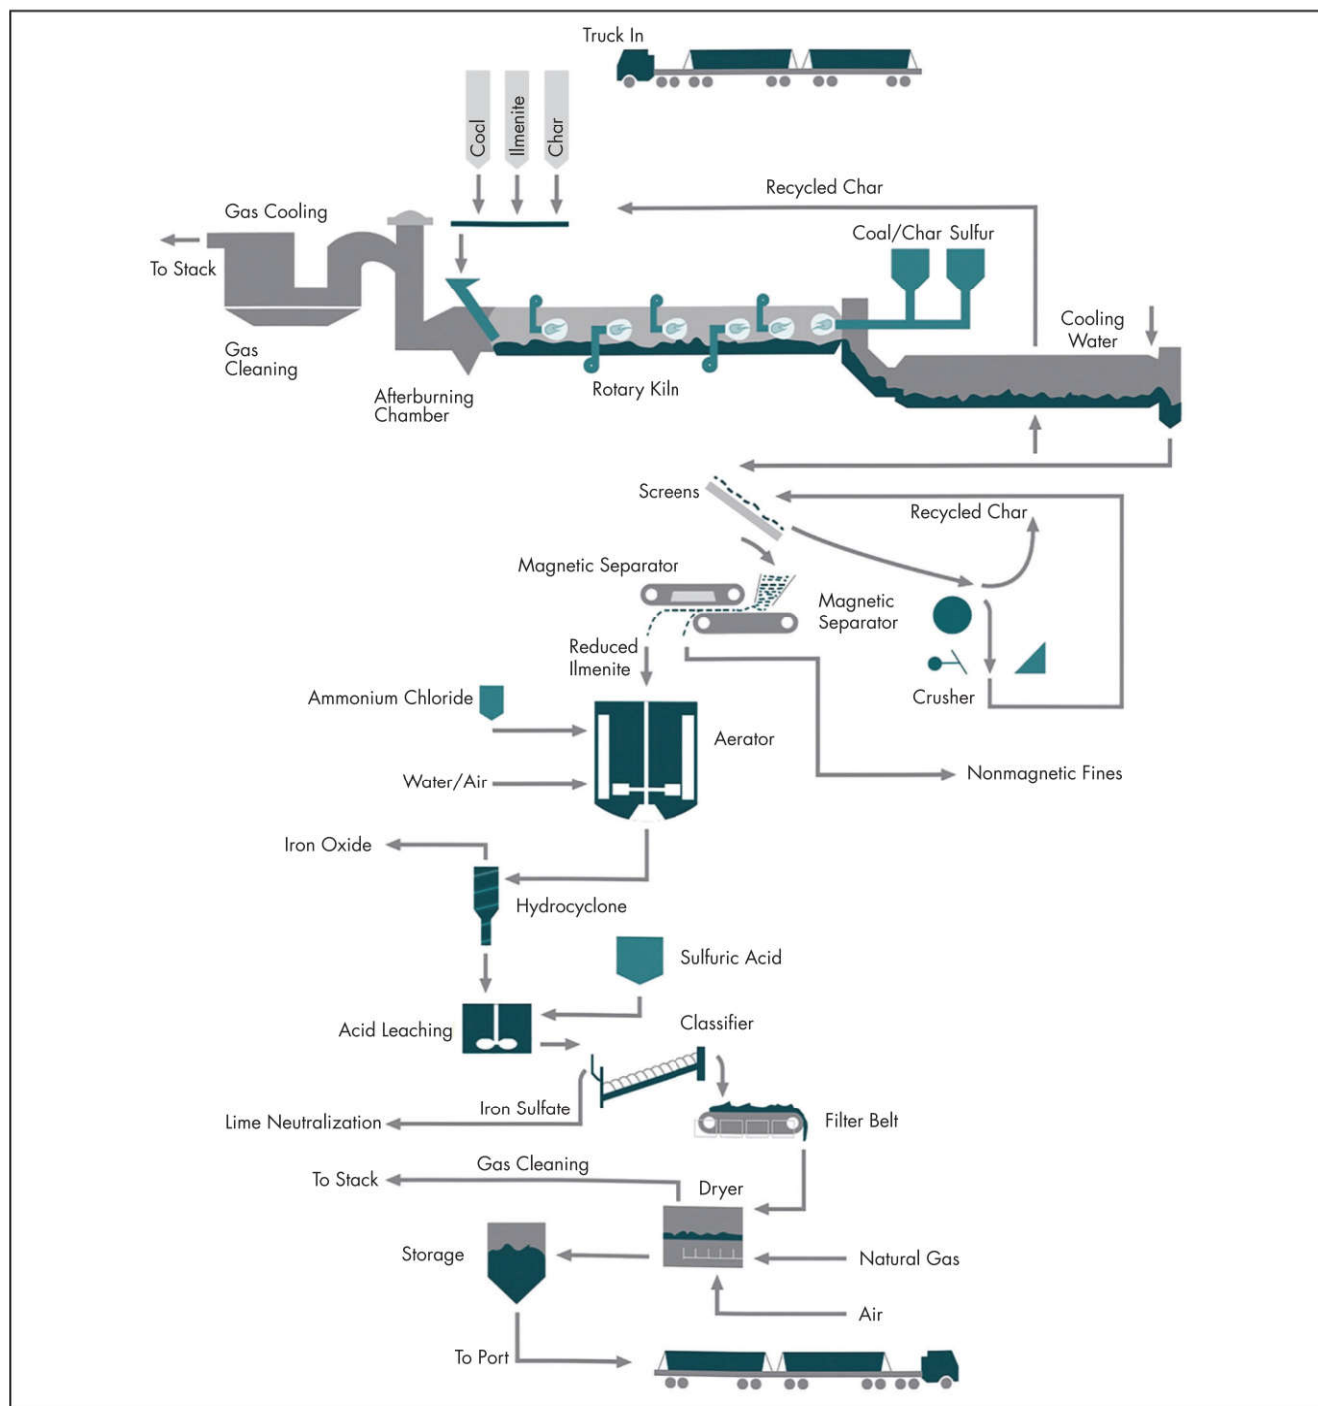 Truck In
Coal
Ilmenite
Char
Recycled Char
Gas Cooling
Coal/Char Sulfur
To Stack
Cooling
Water
Gas
Cleaning
Afterburning
Chamber
Rotary Kiln
Screens
Recycled Char
Magnetic Separator
Magnetic
Separator
Reduced
Ilmenite
Crusher
Ammonium Chloride
Aerator
Water/Air
Nonmagnetic Fines
Iron Oxide
Hydrocyclone
Sulfuric Acid
Acid Leaching
Classifier
Iron Sulfate
Lime Neutralization
Filter Belt
Gas Cleaning
To Stack
Dryer
Storage
Natural Gas
Air
To Port